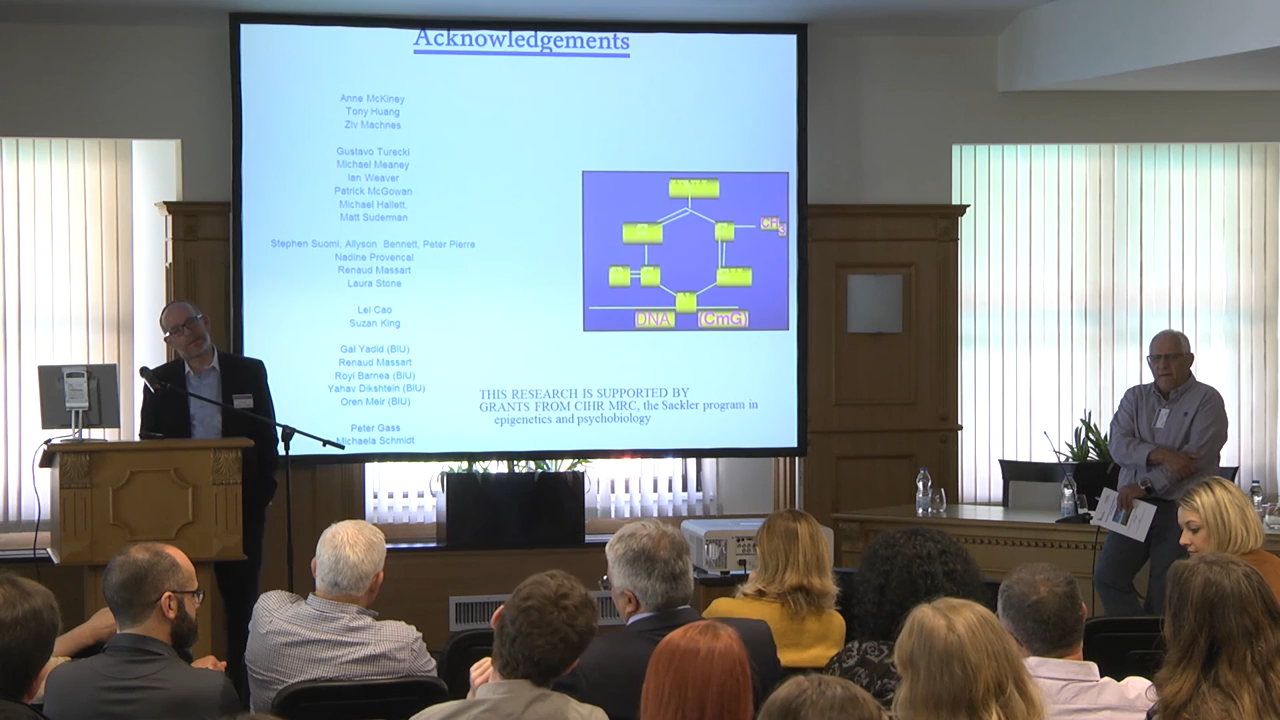 Acknowledgements
Anne McKiney
Tony Huang
Ziv Machnes
Gustavo Turecki
Michael Meaney
Ian Weaver
Patrick McGowan
Michael Hallett,
Matt Suderman
Stephen Suomi, Allyson Bennett, Peter Pierre
Nadine Provencal
Renaud Massart
Laura Stone
Lei Cao
Suzan King
Gal Yadid (BIU)
Renaud Massart
Royi Barnea (BIU)
Yahav Dikshtein (BIU)
Oren Meir (BIU)
Peter Gass
Michaela Schmidt
CH
3
DNA (CmG)
THIS RESEARCH IS SUPPORTED BY
GRANTS FROM CIHR MRC, the Sackler program in
epigenetics and psychobiology